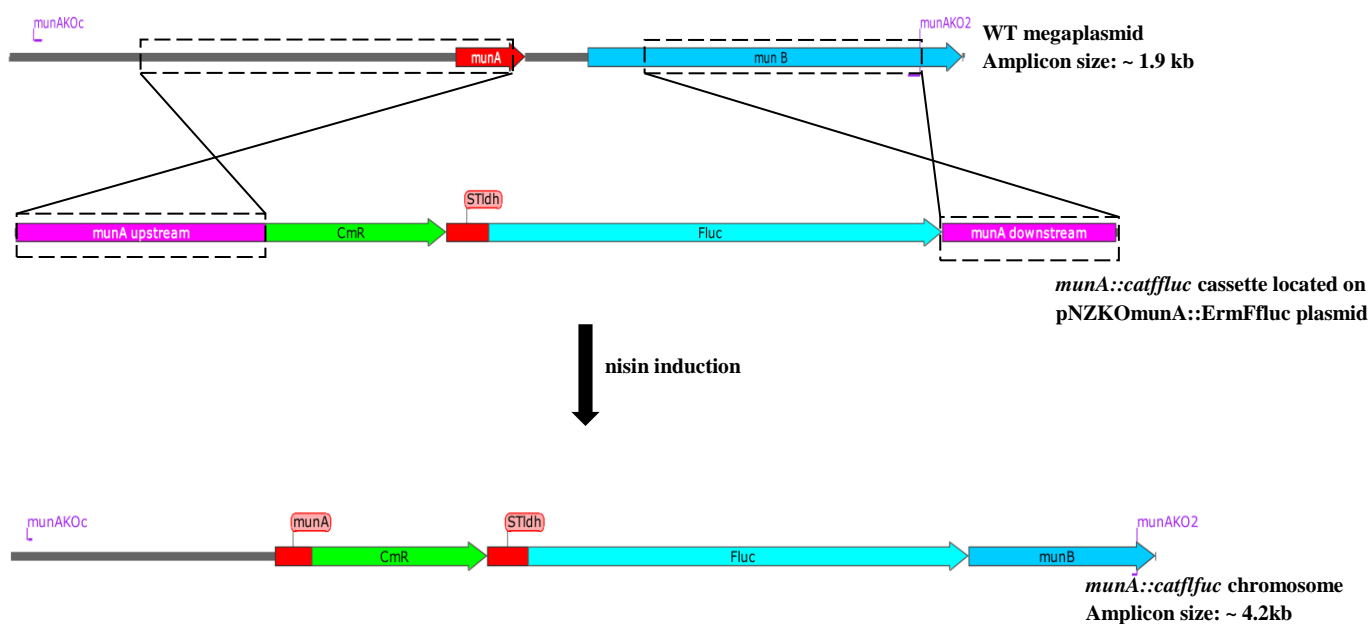 munAKOc
munAKO2
WT megaplasmid
Amplicon size: ~ 1.9 kb
munA
mun B
STldh
munA upstream
CmR
Fluc
munA downstream
munA::catffluc cassette located on
pNZKOmunA::ErmFfluc plasmid
nisin induction
munAKOc
munA
STldh
munAKO2
CmR
Fluc
munB
munA::catflfuc chromosome
Amplicon size: ~ 4.2kb